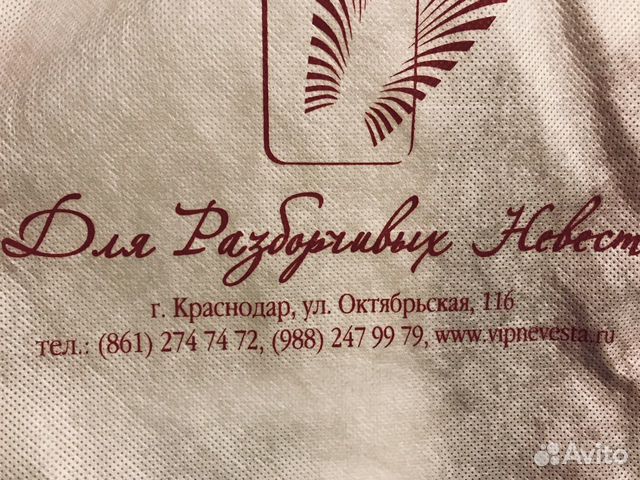 Для Разборчивых Невест
г. Краснодар, ул. Октябрьская, 116
тел.: (861) 274 74 72, (988) 247 99 79, www.vipnevesta.ru
Avito